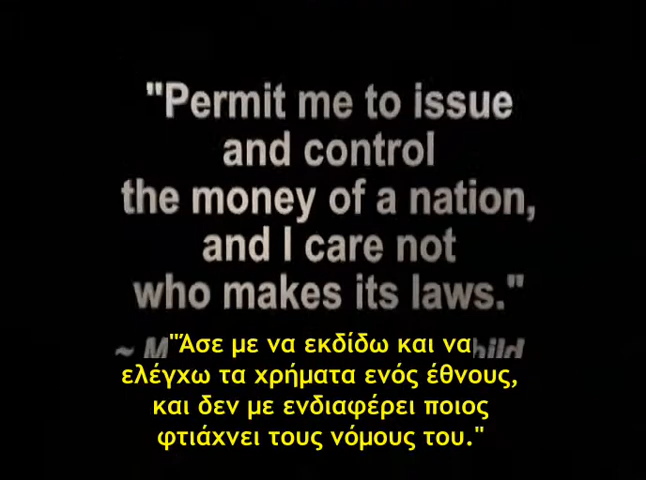 "Permit me to issue
and control
the money of a nation,
and I care not
who makes its laws."
~ M
"Άσε με να εκδίδω και να
ελέγχω τα χρήματα ενός έθνους,
και δεν με ενδιαφέρει ποιος
φτιάχνει τους νόμους του."